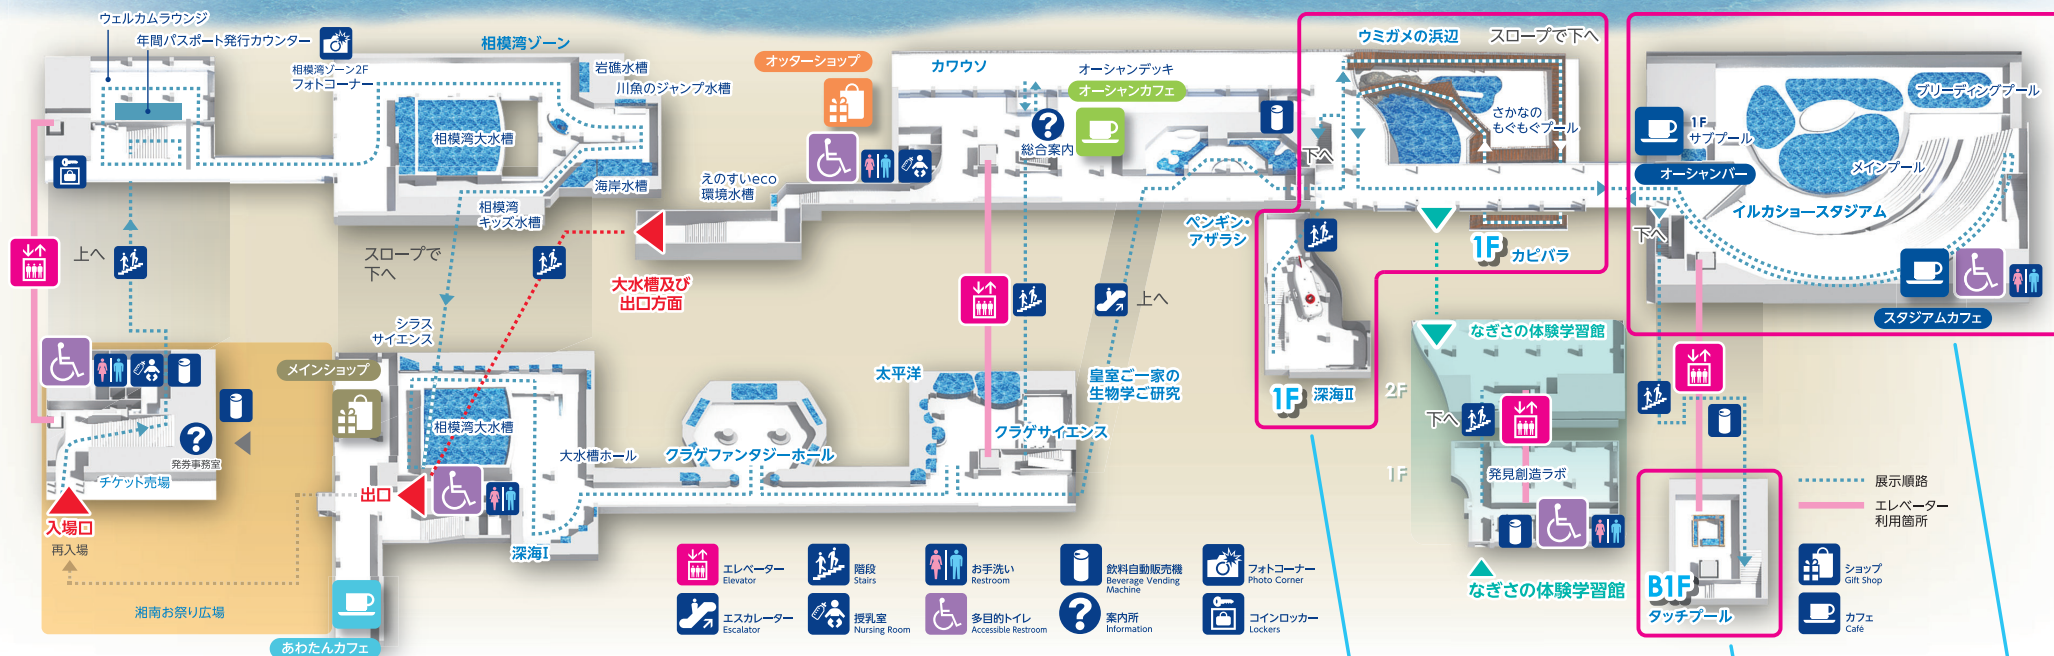 ウェルカムラウンジ
年間パスポート発行カウンター
相模湾ゾーン2F
フォトコーナー
相模湾ゾーン
岩礁水槽
川魚のジャンプ水槽
相模湾大水槽
海岸水槽
相模湾
キッズ水槽
オッターショップ
えのすいeco
環境水槽
カワウソ
オーシャンデッキ
オーシャンカフェ
?
総合案内
下へ
ウミガメの浜辺
スロープで下へ
さかなの
もぐもぐプール
1F
サブプール
オーシャンバー
ブリーディングプール
メインプール
イルカショースタジアム
下へ
スタジアムカフェ
ペンギン・
アザラシ
1F カピバラ
上へ
スロープで
下へ
大水槽及び
出口方面
上へ
1F 深海II
なぎさの体験学習館
2F
下へ
1F
発見創造ラボ
なぎさの体験学習館
シラス
サイエンス
メインショップ
相模湾大水槽
大水槽ホール
出口
深海I
クラゲファンタジーホール
太平洋
クラゲサイエンス
皇室ご一家の
生物学ご研究
?
発券事務室
チケット売場
入場口
再入場
湘南お祭り広場
あわたんカフェ
B1F
タッチプール
展示順路
エレベーター
利用箇所
エレベーター
Elevator
階段
Stairs
お手洗い
Restroom
飲料自動販売機
Beverage Vending
Machine
フォトコーナー
Photo Corner
ショップ
Gift Shop
エスカレーター
Escalator
授乳室
Nursing Room
多目的トイレ
Accessible Restroom
?
案内所
Information
コインロッカー
Lockers
カフェ
Café